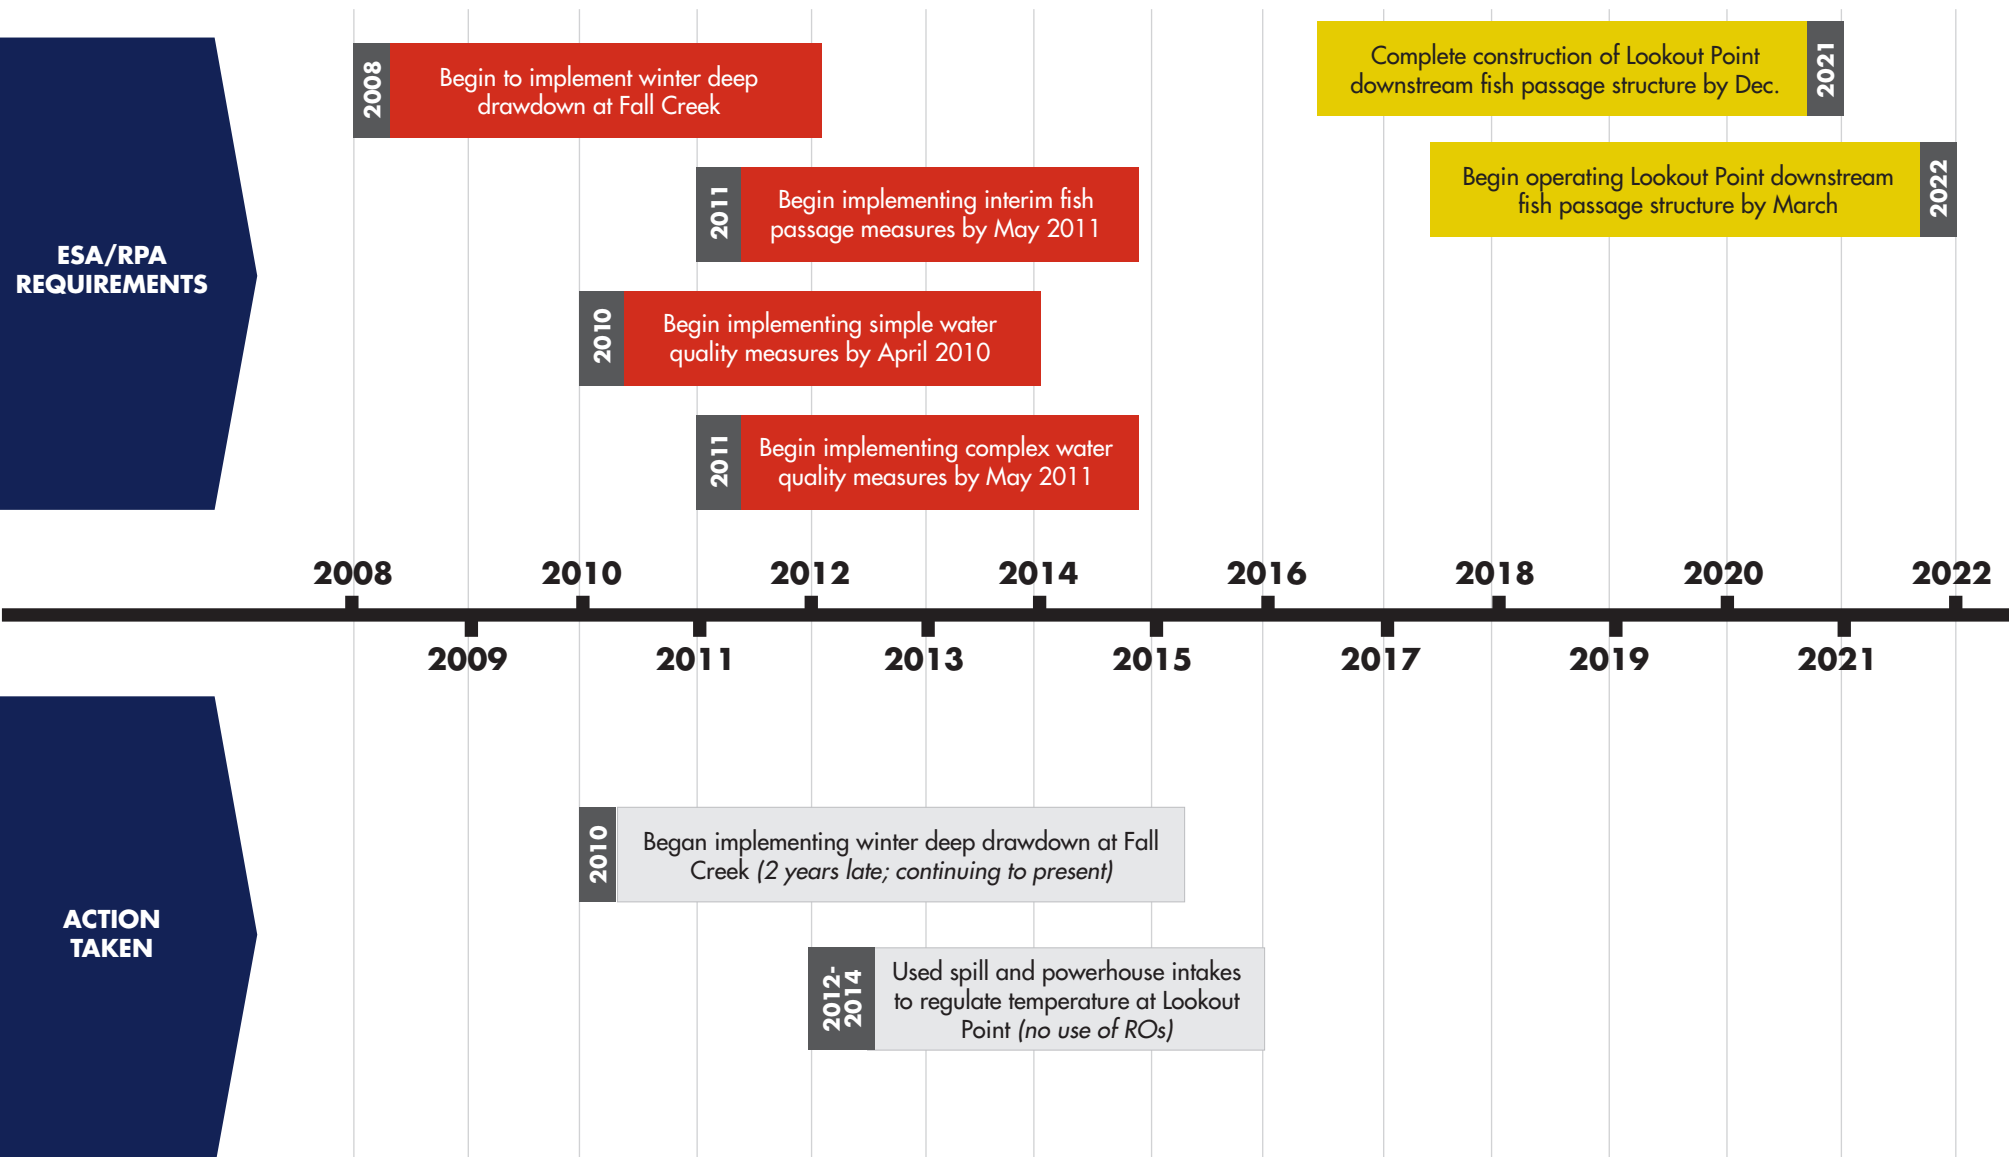 ESA/RPA
REQUIREMENTS
2008
Begin to implement winter deep
drawdown at Fall Creek
2011
Begin implementing interim fish
passage measures by May 2011
2010
Begin implementing simple water
quality measures by April 2010
2011
Begin implementing complex water
quality measures by May 2011
Complete construction of Lookout Point
downstream fish passage structure by Dec.
2021
Begin operating Lookout Point downstream
fish passage structure by March
2022
2008 2010 2012 2014 2016 2018 2020 2022
2009 2011 2013 2015 2017 2019 2021
ACTION
TAKEN
2010
Began implementing winter deep drawdown at Fall
Creek (2 years late; continuing to present)
2012-
2014
Used spill and powerhouse intakes
to regulate temperature at Lookout
Point (no use of ROs)